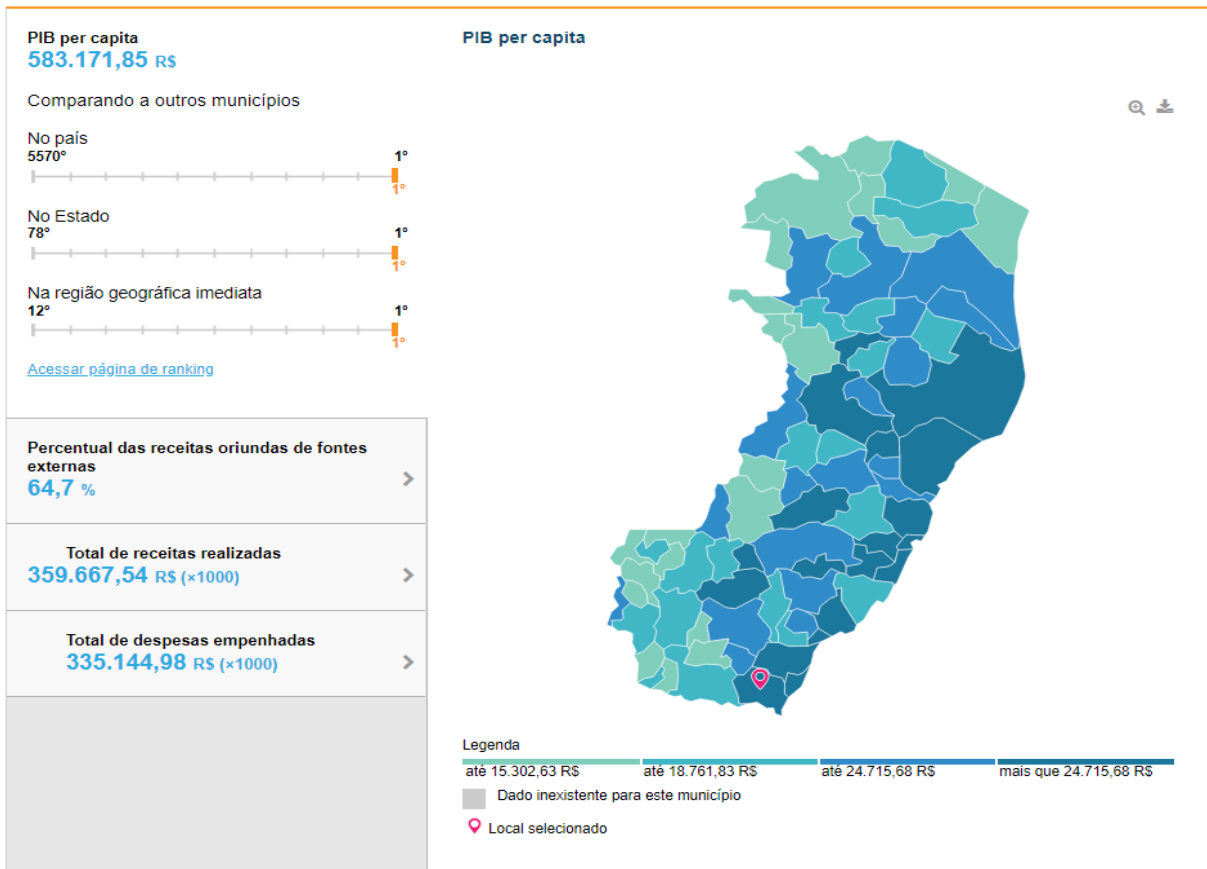 PIB per capita
583.171,85 R$
Comparando a outros municípios
No país
5570° 1°
1°
No Estado
78° 1°
1°
Na região geográfica imediata
12° 1°
1°
Acessar página de ranking
Percentual das receitas oriundas de fontes
externas
64,7 %
Total de receitas realizadas
359.667,54 R$ (×1000)
Total de despesas empenhadas
335.144,98 R$ (×1000)
PIB per capita
Legenda
até 15.302,63 R$ até 18.761,83 R$ até 24.715,68 R$ mais que 24.715,68 R$
Dado inexistente para este município
Local selecionado